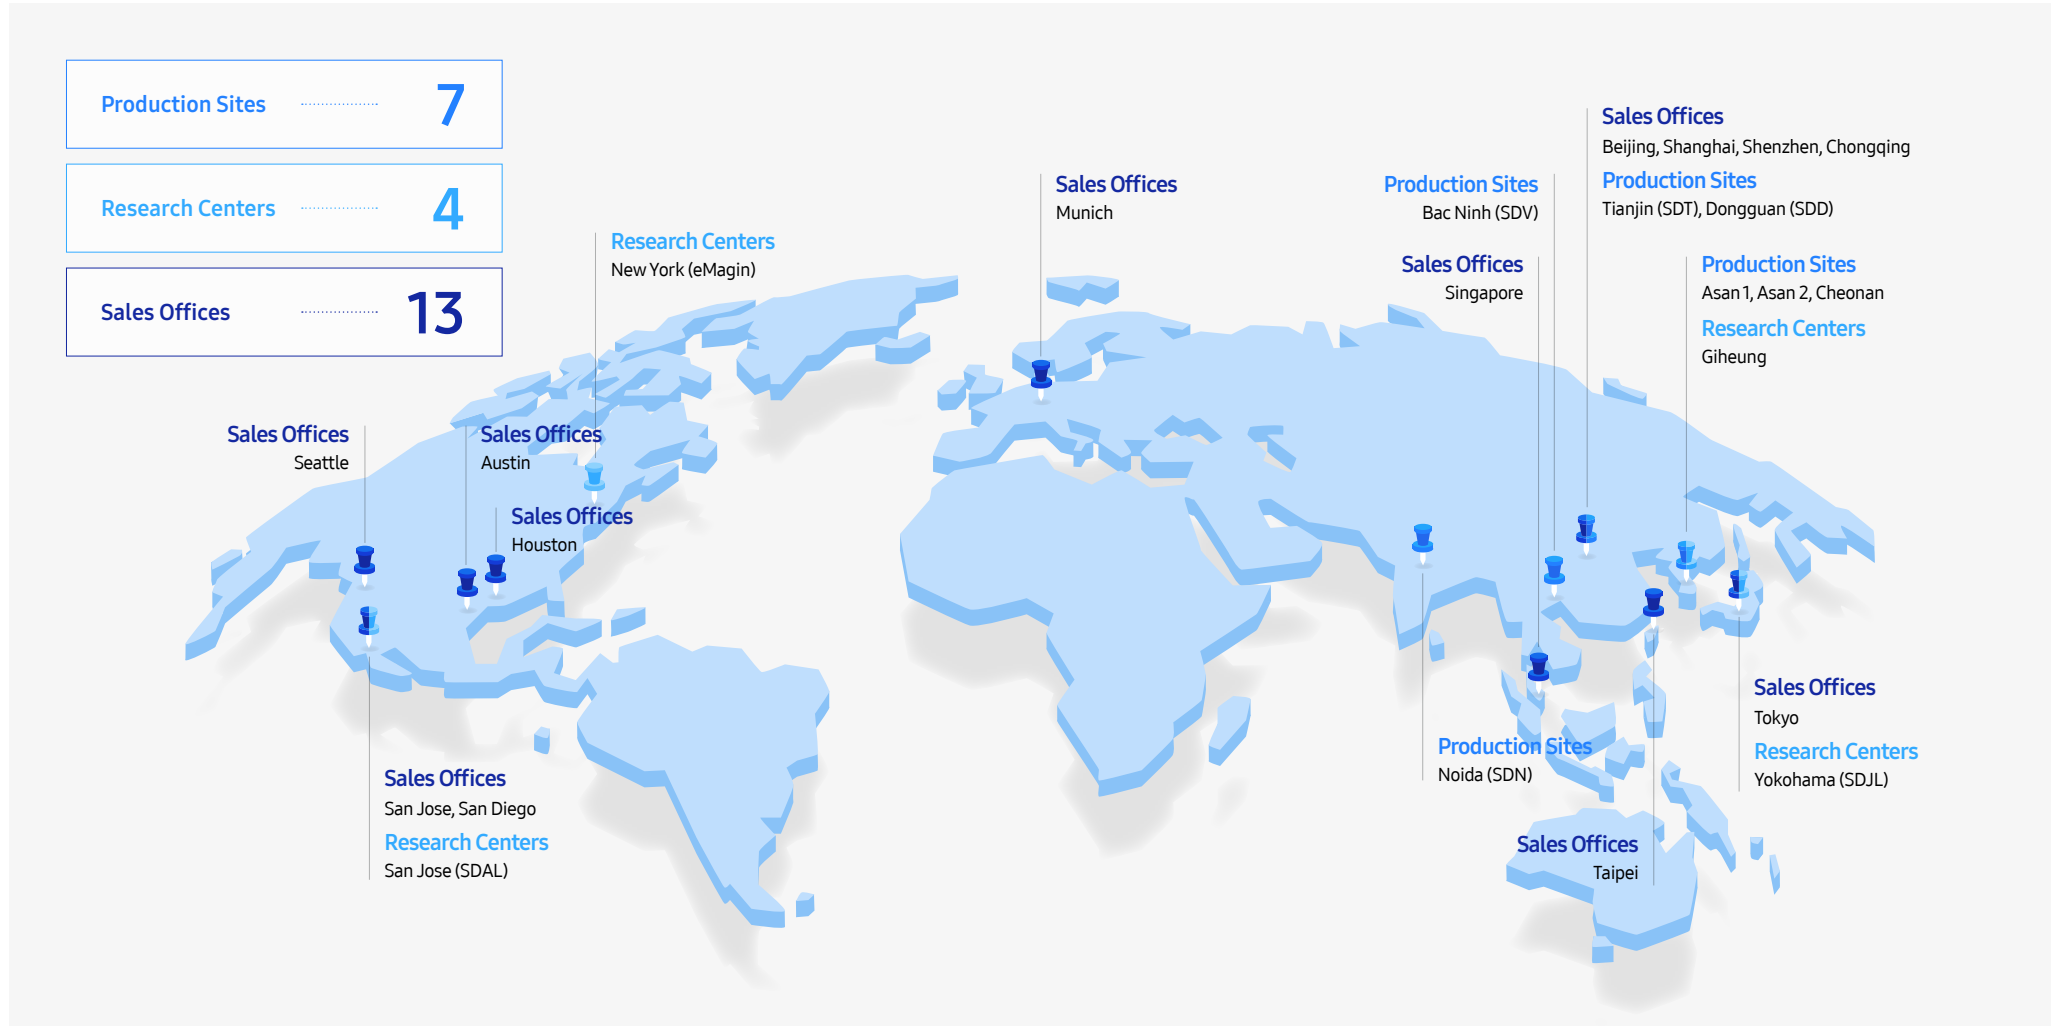 Production Sites 7
Research Centers 4
Sales Offices 13
Research Centers
New York (eMagin)
Sales Offices
Seattle
Sales Offices
Austin
Sales Offices
Houston
Sales Offices
San Jose, San Diego
Research Centers
San Jose (SDAL)
Sales Offices
Munich
Production Sites
Bac Ninh (SDV)
Sales Offices
Singapore
Sales Offices
Beijing, Shanghai, Shenzhen, Chongqing
Production Sites
Tianjin (SDT), Dongguan (SDD)
Production Sites
Asan 1, Asan 2, Cheonan
Research Centers
Giheung
Production Sites
Noida (SDN)
Sales Offices
Taipei
Sales Offices
Tokyo
Research Centers
Yokohama (SDJL)